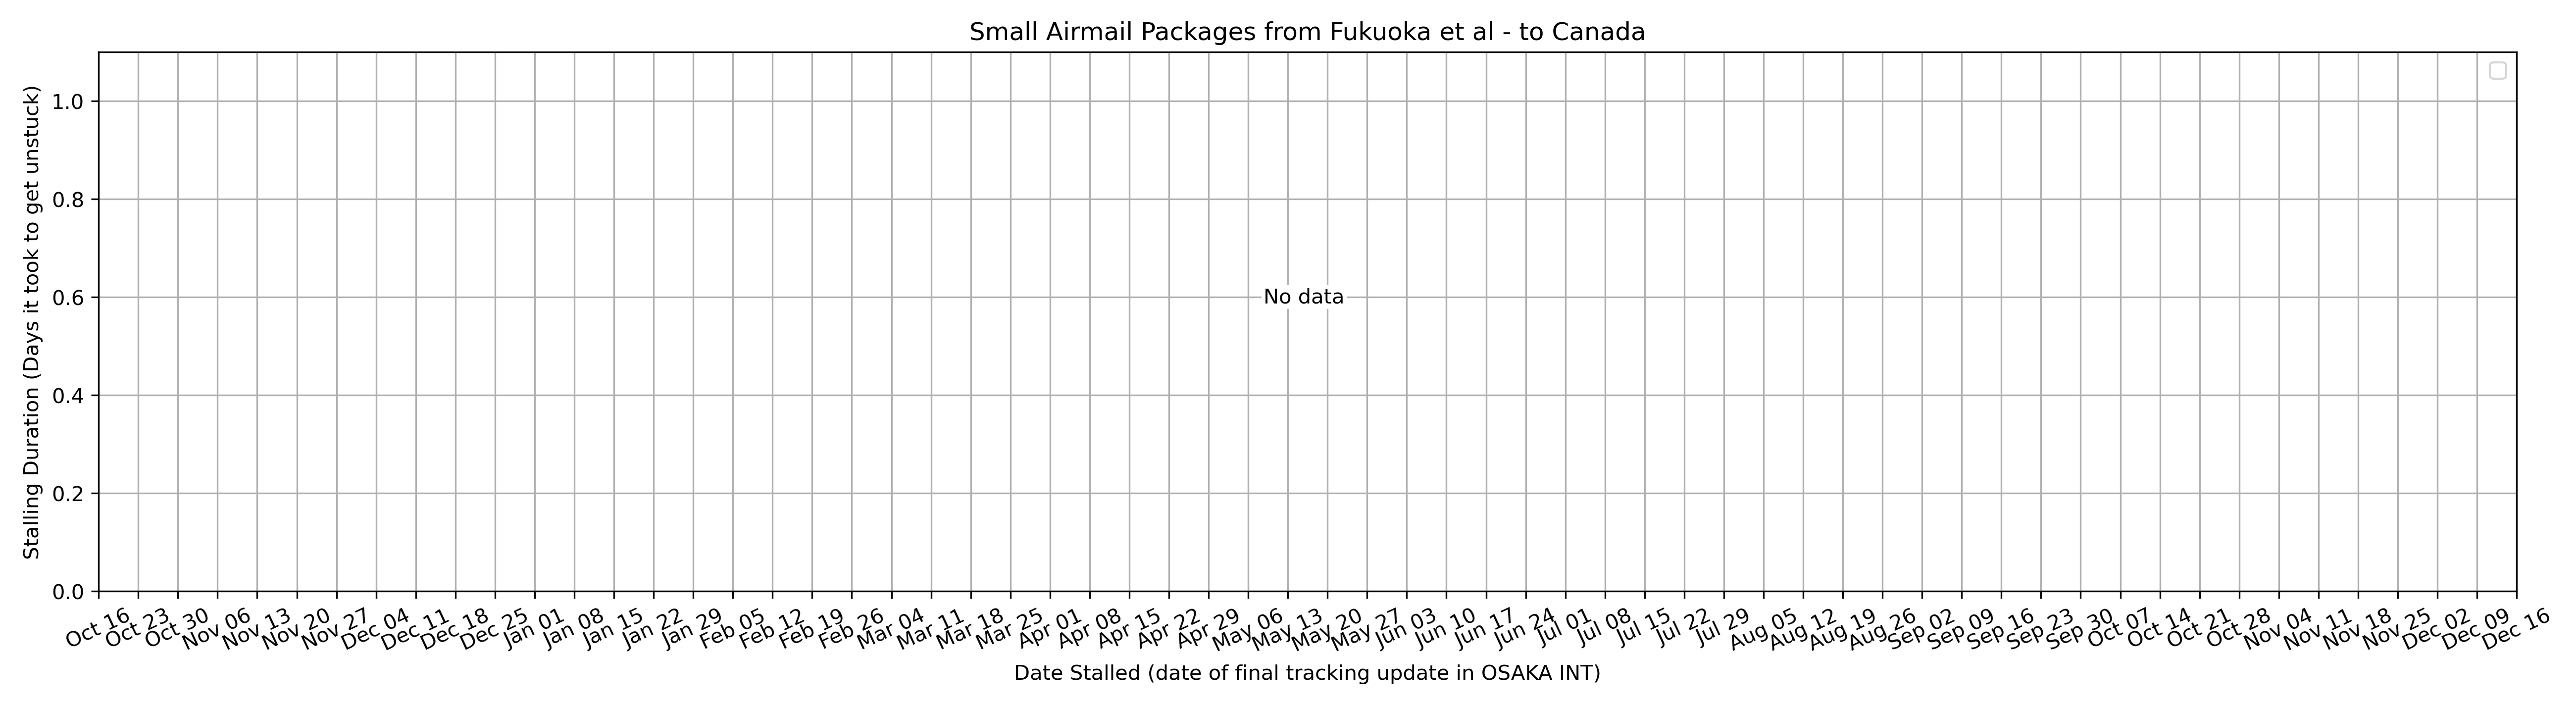 Small Airmail Packages from Fukuoka et al - to Canada
Stalling Duration (Days it took to get unstuck)
1.0
0.8
0.6
0.4
0.2
0.0
No data
Oct 16
Oct 23
Oct 30
Nov 06
Nov 13
Nov 20
Nov 27
Dec 04
Dec 11
Dec 18
Dec 25
Jan 01
Jan 08
Jan 15
Jan 22
Jan 29
Feb 05
Feb 12
Feb 19
Feb 26
Mar 04
Mar 11
Mar 18
Mar 25
Apr 01
Apr 08
Apr 15
Apr 22
Apr 29
May 06
May 13
May 20
May 27
Jun 03
Jun 10
Jun 17
Jun 24
Jul 01
Jul 08
Jul 15
Jul 22
Jul 29
Aug 05
Aug 12
Aug 19
Aug 26
Sep 02
Sep 09
Sep 16
Sep 23
Sep 30
Oct 07
Oct 14
Oct 21
Oct 28
Nov 04
Nov 11
Nov 18
Nov 25
Dec 02
Dec 09
Dec 16
Date Stalled (date of final tracking update in OSAKA INT)